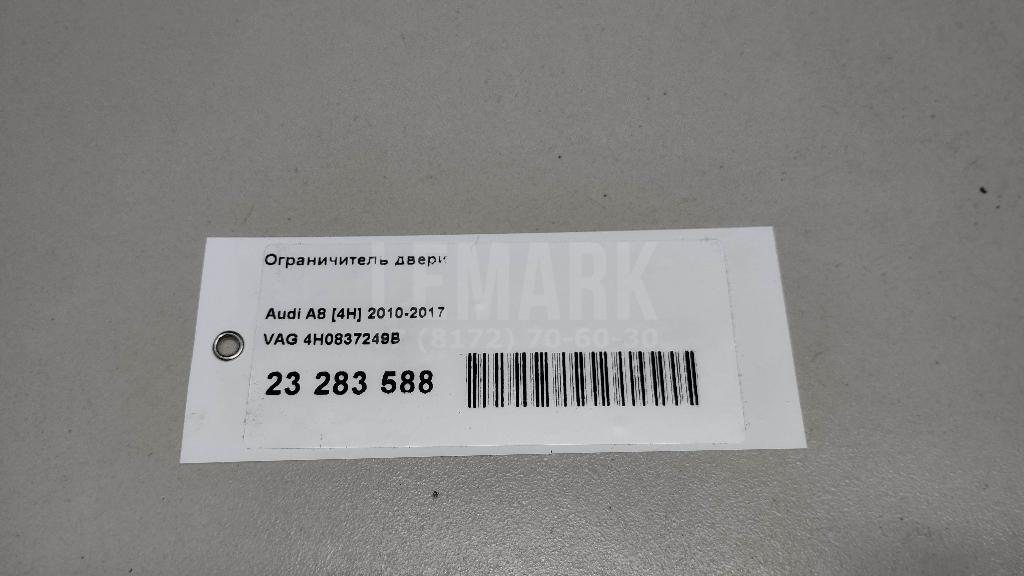 Ограничитель двери
LEMARK
Audi A8 [4H] 2010-2017
VAG 4H0837249B
(8172) 70-60-30
23 283 588